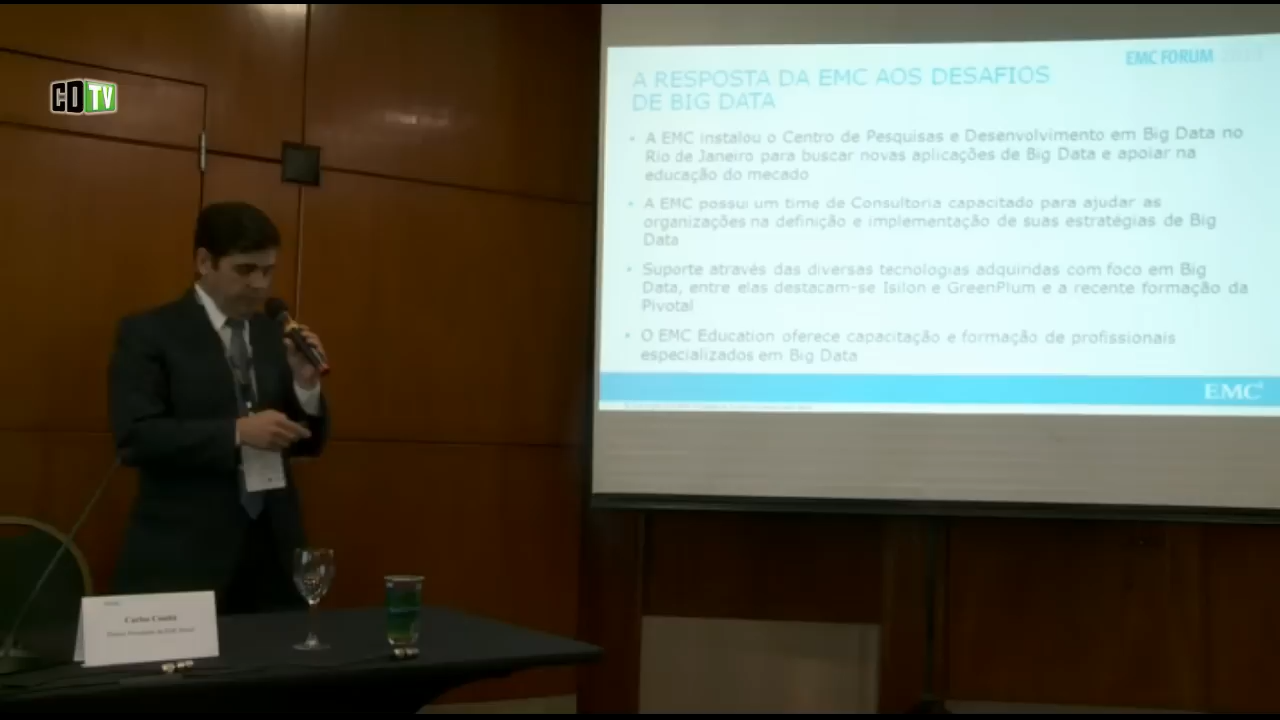 CDTV
EMC FORUM
A RESPOSTA DA EMC AOS DESAFIOS
DE BIG DATA
• A EMC instalou o Centro de Pesquisas e Desenvolvimento em Big Data no
Rio de Janeiro para buscar novas aplicações de Big Data e apoiar na
educação do mecado
• A EMC possui um time de Consultoria capacitado para ajudar as
organizações na definição e implementação de suas estratégias de Big
Data
• Suporte através das diversas tecnologias adquiridas com foco em Big
Data, entre elas destacam-se Isilon e GreenPlum e a recente formação da
Pivotal
• O EMC Education oferece capacitação e formação de profissionais
especializados em Big Data
EMC²
Carlos Cunha